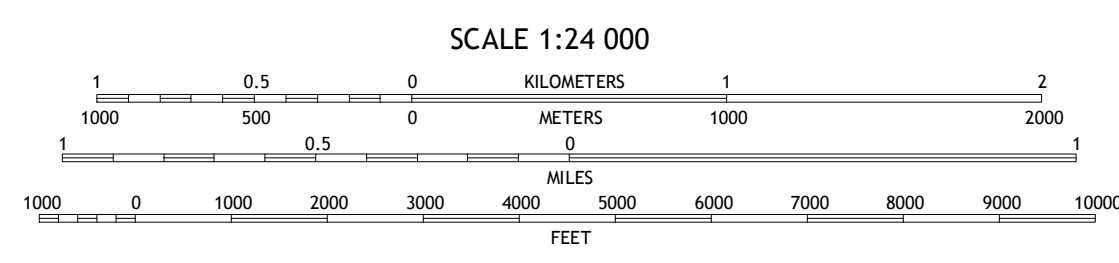 SCALE 1:24 000
1 0.5 0 KILOMETERS 1 2
1000 500 0 METERS 1000 2000
1 0.5 0 1
MILES
1000 0 1000 2000 3000 4000 5000 6000 7000 8000 9000 10000
FEET